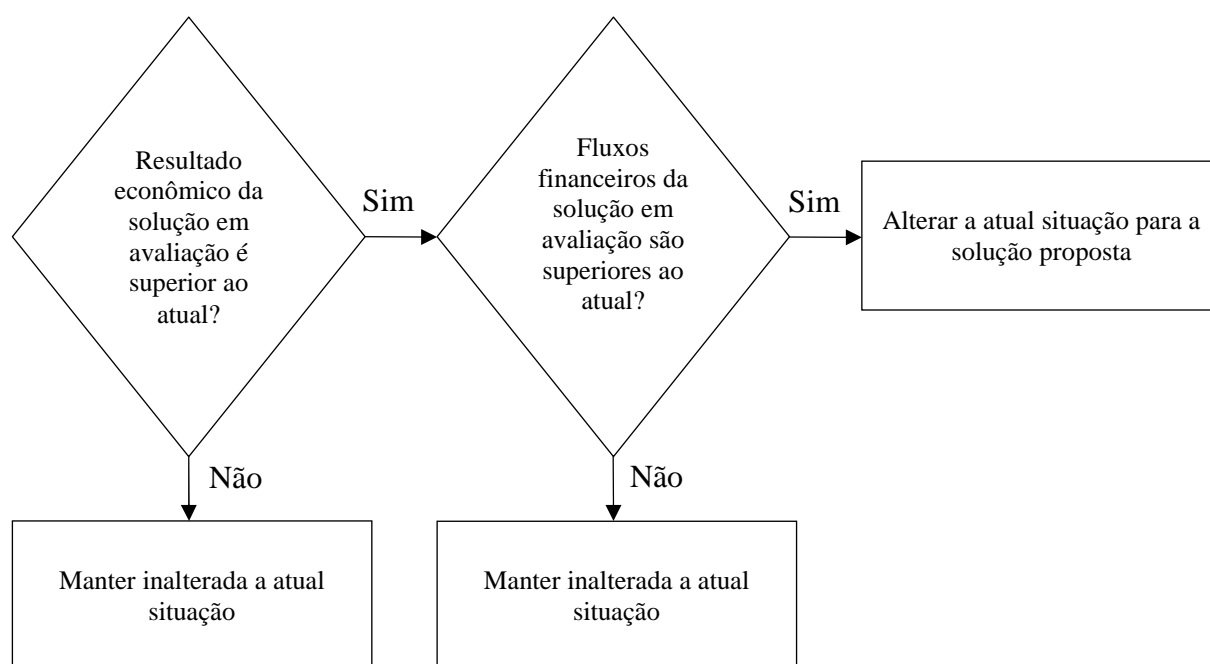 Resultado
econômico da
solução em
avaliação é
superior ao
atual?
Sim
Fluxos
financeiros da
solução em
avaliação são
superiores ao
atual?
Sim
Alterar a atual situação para a
solução proposta
Não
Não
Manter inalterada a atual
situação
Manter inalterada a atual
situação